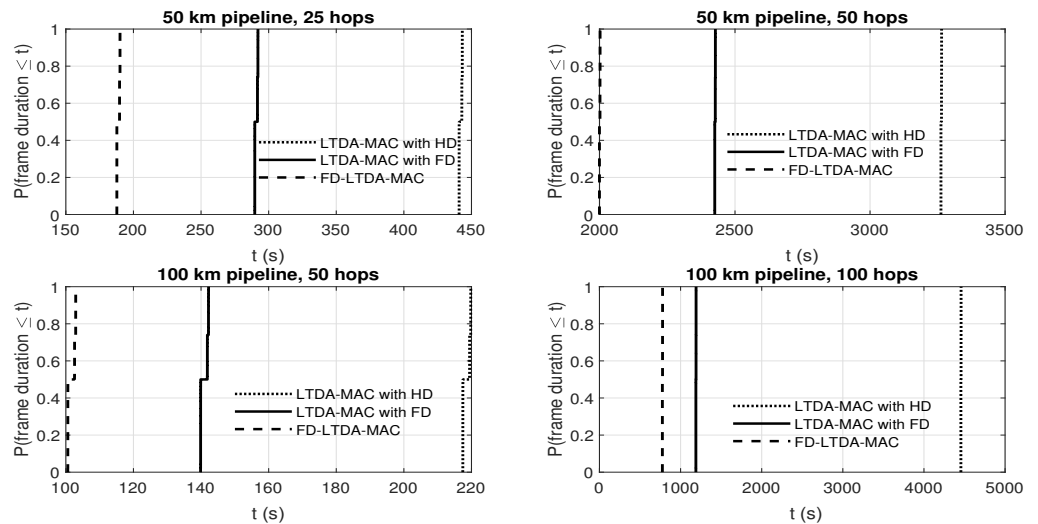 50 km pipeline, 25 hops
P(frame duration ≤ t)
1
0.8
0.6
0.4
0.2
0
LTDA-MAC with HD
LTDA-MAC with FD
FD-LTDA-MAC
150 200 250 300 350 400 450
t (s)
50 km pipeline, 50 hops
P(frame duration ≤ t)
1
0.8
0.6
0.4
0.2
0
LTDA-MAC with HD
LTDA-MAC with FD
FD-LTDA-MAC
2000 2500 3000 3500
t (s)
100 km pipeline, 50 hops
P(frame duration ≤ t)
1
0.8
0.6
0.4
0.2
0
LTDA-MAC with HD
LTDA-MAC with FD
FD-LTDA-MAC
100 120 140 160 180 200 220
t (s)
100 km pipeline, 100 hops
P(frame duration ≤ t)
1
0.8
0.6
0.4
0.2
0
LTDA-MAC with HD
LTDA-MAC with FD
FD-LTDA-MAC
0 1000 2000 3000 4000 5000
t (s)